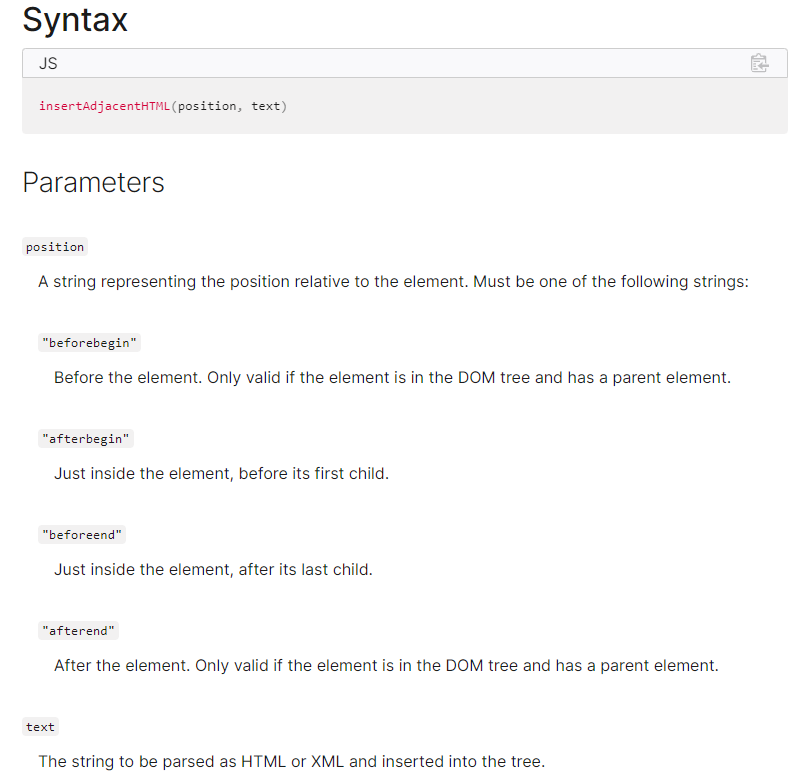 Syntax
JS
insertAdjacentHTML(position, text)
Parameters
position
A string representing the position relative to the element. Must be one of the following strings:
"beforebegin"
Before the element. Only valid if the element is in the DOM tree and has a parent element.
"afterbegin"
Just inside the element, before its first child.
"beforeend"
Just inside the element, after its last child.
"afterend"
After the element. Only valid if the element is in the DOM tree and has a parent element.
text
The string to be parsed as HTML or XML and inserted into the tree.